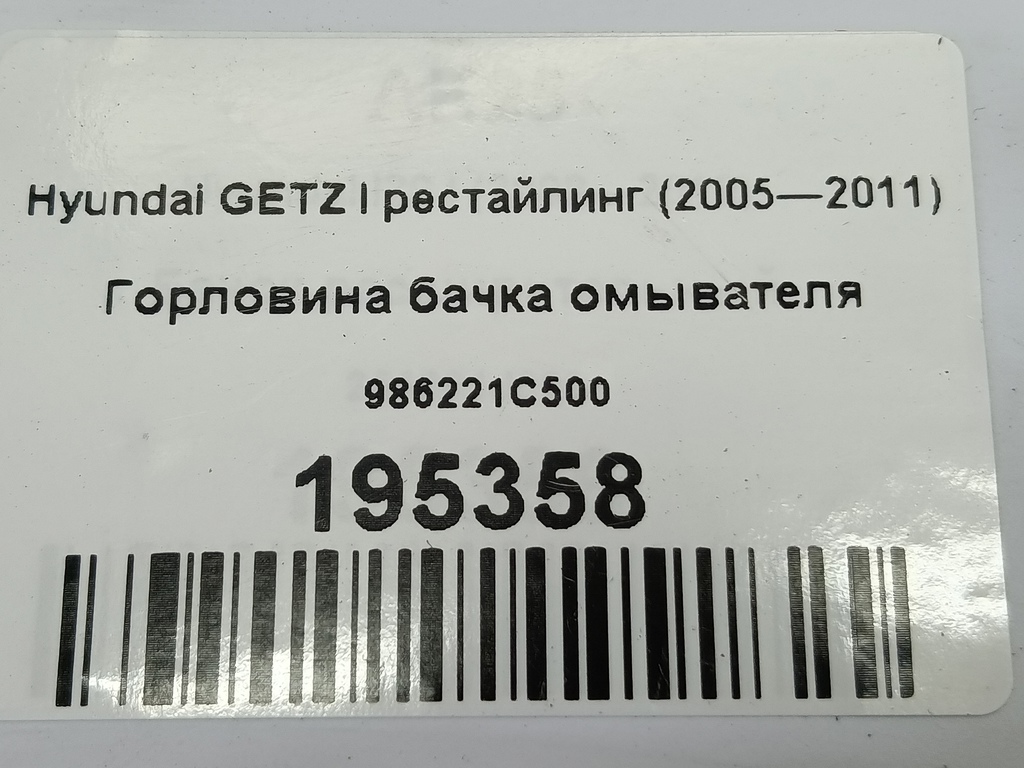 Hyundai GETZ I рестайлинг (2005—2011)
Горловина бачка омывателя
986221C500
195358